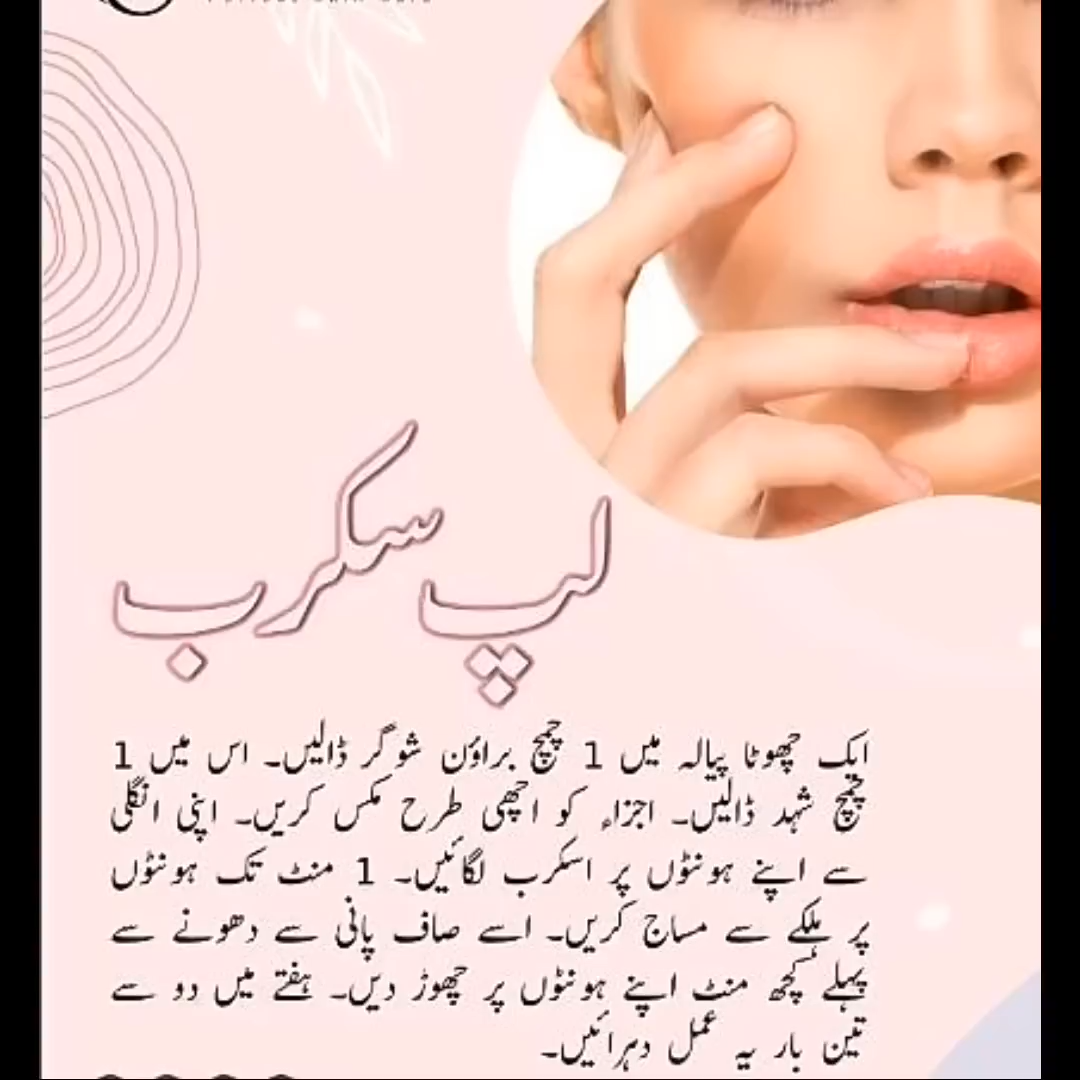 لپ سکرب
ایک چھوٹا پیالہ میں 1 چمچ براؤن شوگر ڈالیں۔ اس میں 1
چمچ شہد ڈالیں۔ اجزاء کو اچھی طرح مکس کریں۔ اپنی انگلی
سے اپنے ہونٹوں پر اسکرب لگائیں۔ 1 منٹ تک ہونٹوں
پر ہلکے سے مساج کریں۔ اسے صاف پانی سے دھونے سے
پہلے کچھ منٹ اپنے ہونٹوں پر چھوڑ دیں۔ ہفتے میں دو سے
تین بار یہ عمل دہرائیں۔